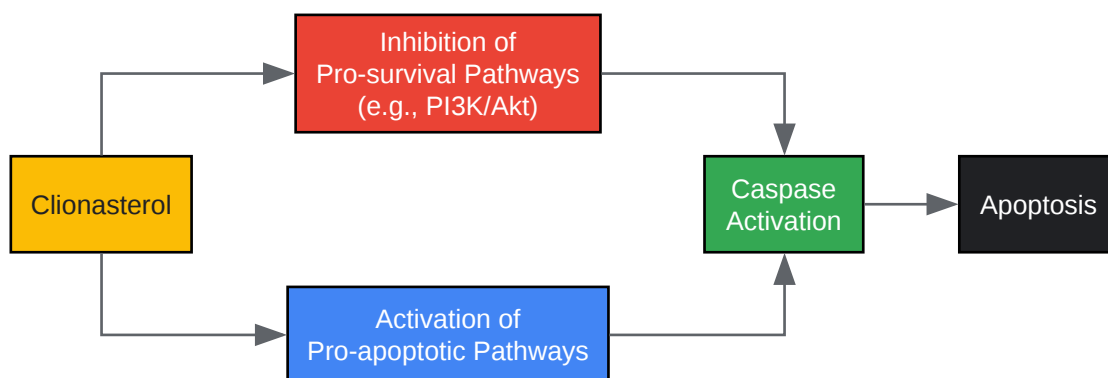 Inhibition of
Pro-survival Pathways
(e.g., PI3K/Akt)
Clionasterol
Caspase
Activation
Apoptosis
Activation of
Pro-apoptotic Pathways